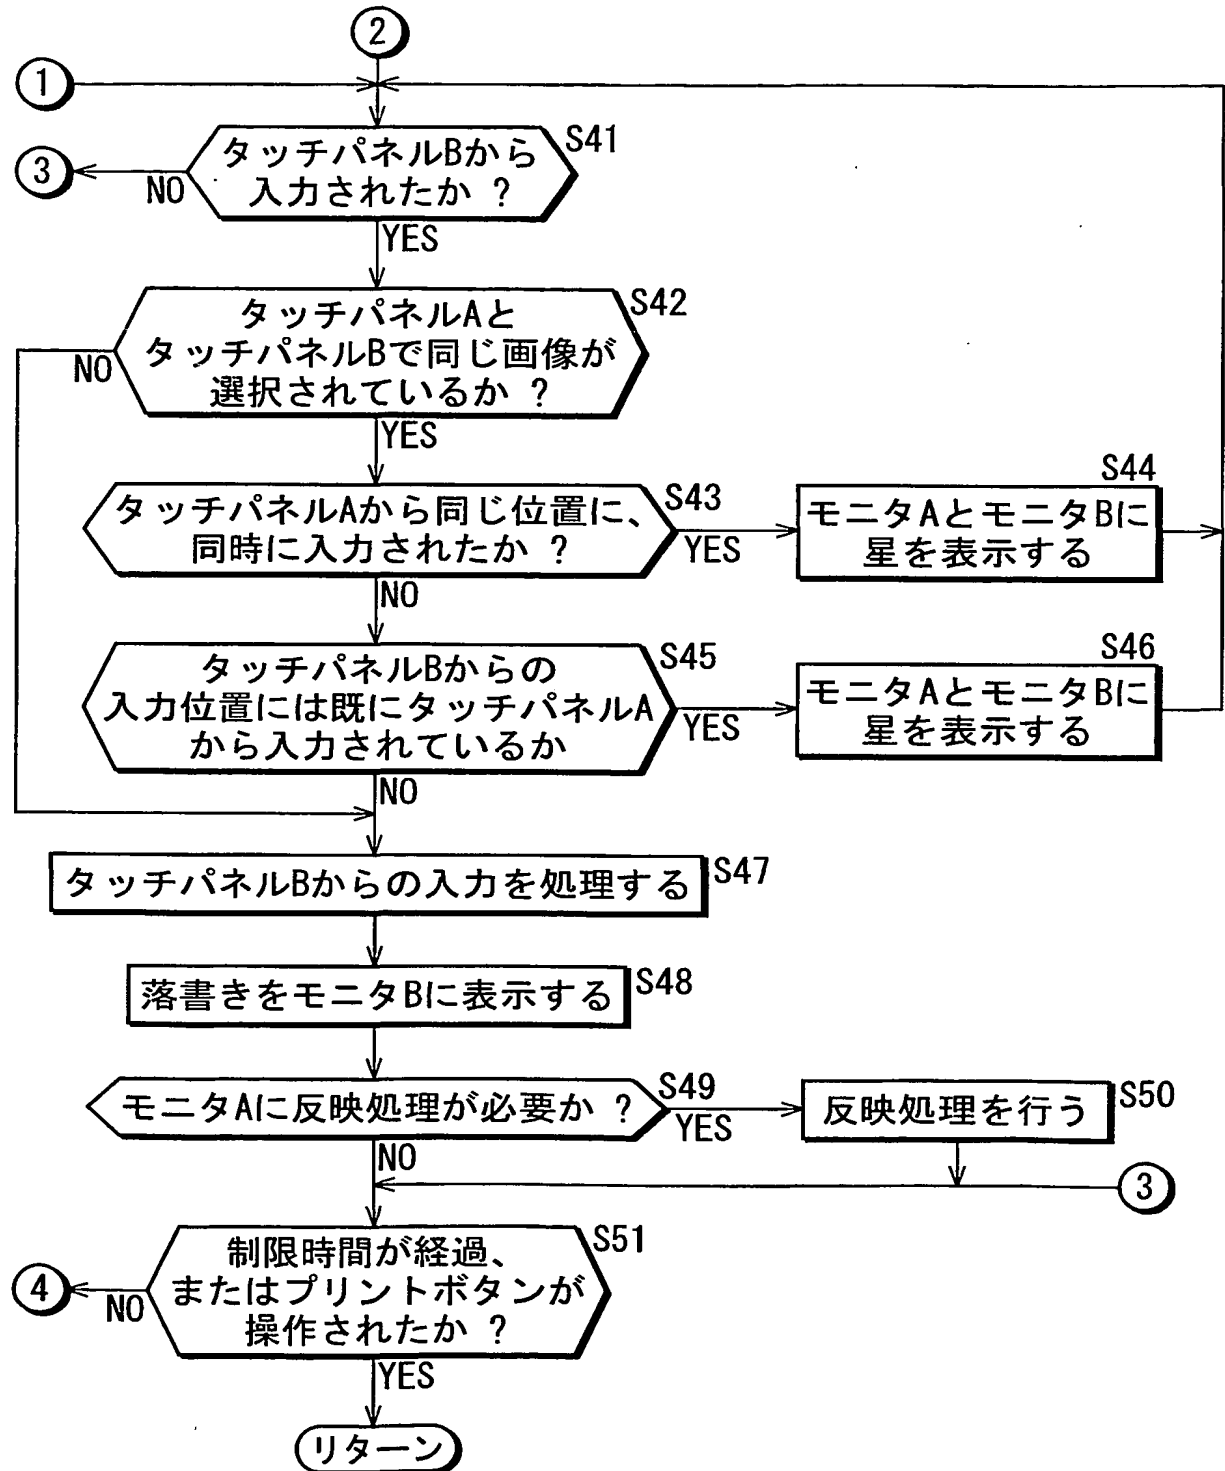 2
1
タッチパネルBから
入力されたか ?
S41
3
NO
YES
タッチパネルAと
タッチパネルBで同じ画像が
選択されているか ?
S42
NO
YES
タッチパネルAから同じ位置に、
同時に入力されたか ?
S43
YES
S44
モニタAとモニタBに
星を表示する
NO
タッチパネルBからの
入力位置には既にタッチパネルA
から入力されているか
S45
YES
S46
モニタAとモニタBに
星を表示する
NO
タッチパネルBからの入力を処理する
S47
落書きをモニタBに表示する
S48
モニタAに反映処理が必要か ?
S49
YES
反映処理を行う
S50
NO
3
制限時間が経過、
またはプリントボタンが
操作されたか ?
S51
4
NO
YES
リターン